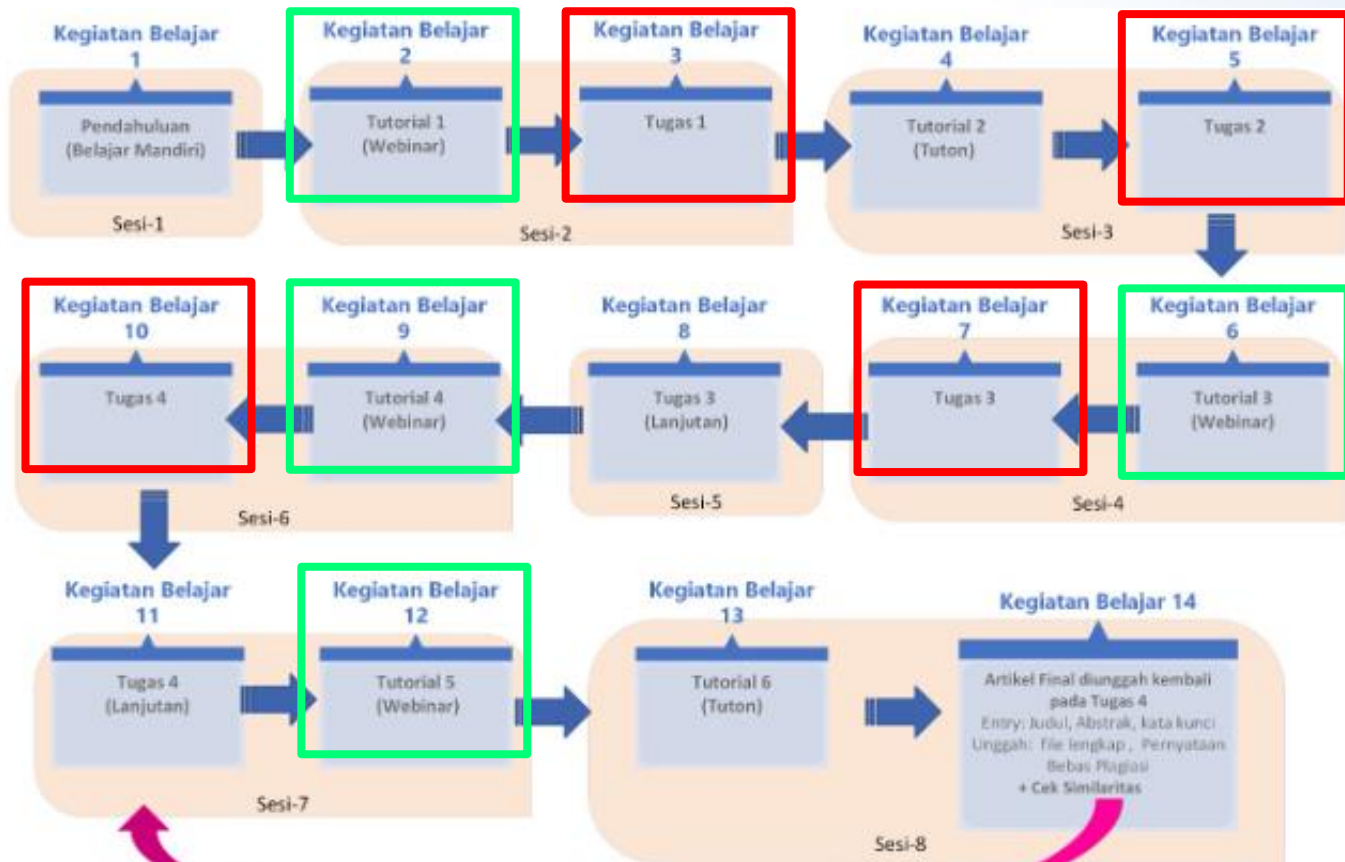 Kegiatan Belajar
1
Pendahuluan
(Belajar Mandiri)
Sesi-1
Kegiatan Belajar
2
Tutorial 1
(Webinar)
Kegiatan Belajar
3
Tugas 1
Sesi-2
Kegiatan Belajar
4
Tutorial 2
(Tuton)
Kegiatan Belajar
5
Tugas 2
Sesi-3
Kegiatan Belajar
6
Tutorial 3
(Webinar)
Kegiatan Belajar
7
Tugas 3
Sesi-4
Kegiatan Belajar
8
Tugas 3
(Lanjutan)
Sesi-5
Kegiatan Belajar
9
Tutorial 4
(Webinar)
Kegiatan Belajar
10
Tugas 4
Sesi-6
Kegiatan Belajar
11
Tugas 4
(Lanjutan)
Kegiatan Belajar
12
Tutorial 5
(Webinar)
Sesi-7
Kegiatan Belajar
13
Tutorial 6
(Tuton)
Kegiatan Belajar 14
Artikel Final diunggah kembali
pada Tugas 4
Entry: Judul, Abstrak, kata kunci
Unggah: file lengkap , Pernyataan
Bebas Plagiasi
+ Cek Similaritas
Sesi-8